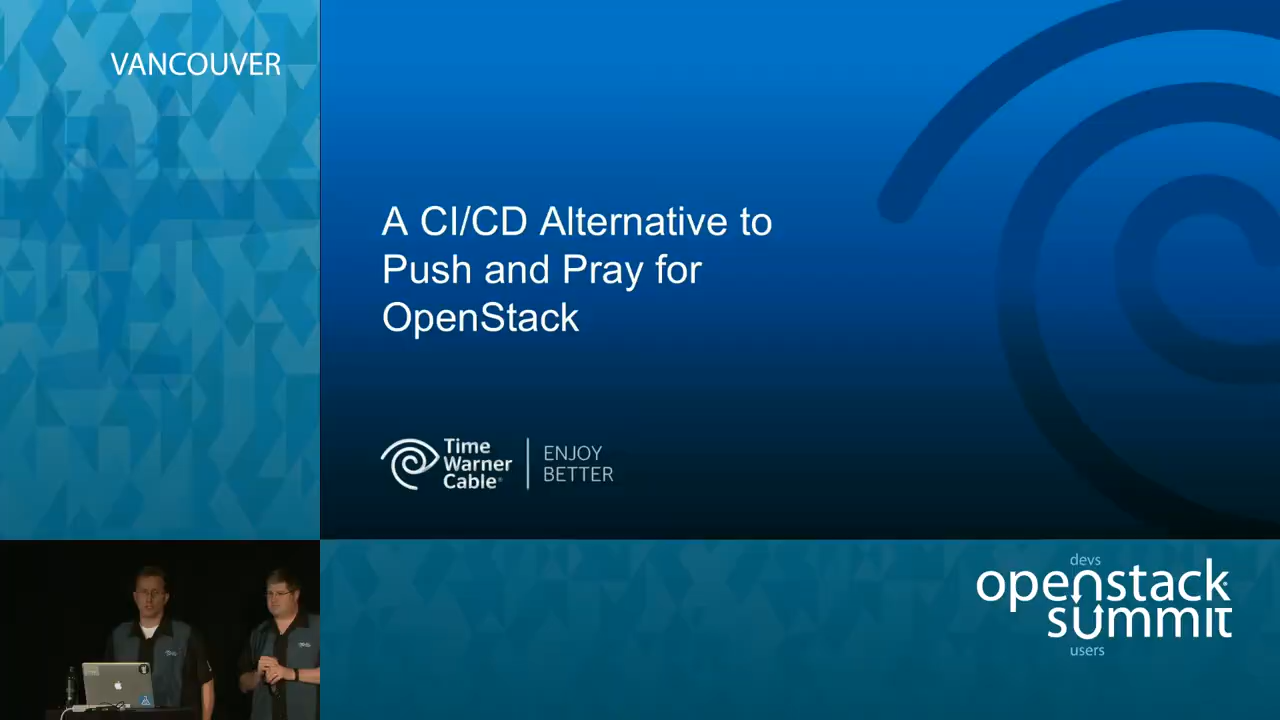 VANCOUVER
A CI/CD Alternative to
Push and Pray for
OpenStack
Time
Warner
Cable
ENJOY
BETTER
devs
openstack
summit
users